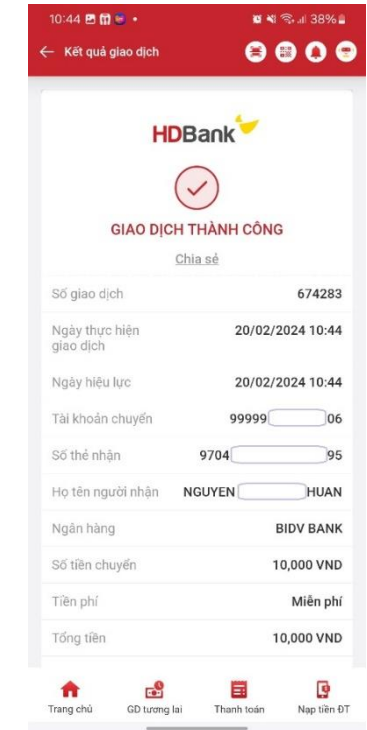 10:44
38%
Kết quả giao dịch
HDBank
GIAO DỊCH THÀNH CÔNG
Chia sẻ
Số giao dịch 674283
Ngày thực hiện 20/02/2024 10:44
giao dịch
Ngày hiệu lực 20/02/2024 10:44
Tài khoản chuyển 99999 06
Số thẻ nhận 9704 95
Họ tên người nhận NGUYEN HUAN
Ngân hàng BIDV BANK
Số tiền chuyển 10,000 VND
Tiền phí Miễn phí
Tổng tiền 10,000 VND
Trang chủ GD tương lai Thanh toán Nạp tiền ĐT